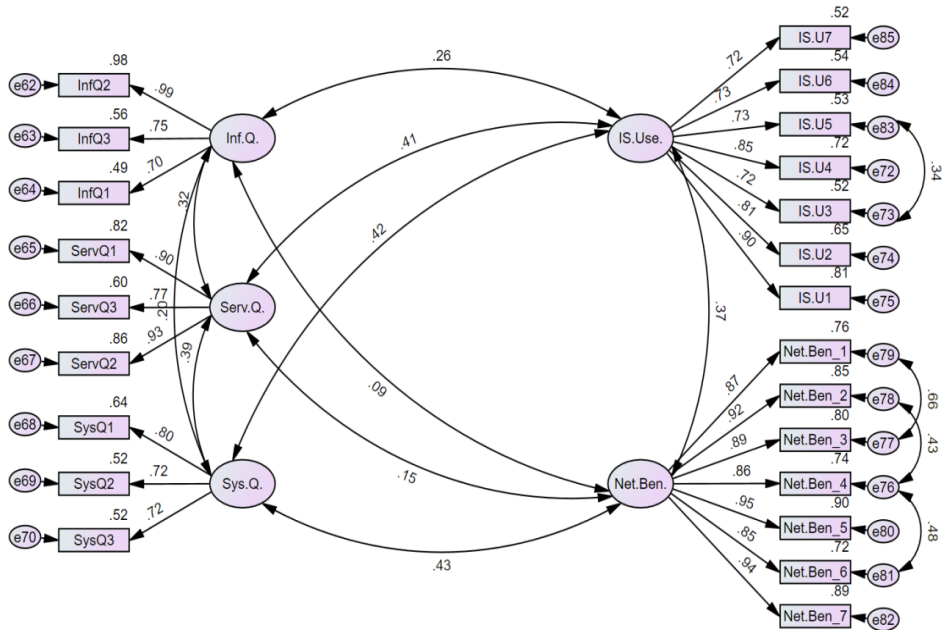 .98
e62 InfQ2 .99
.56
e63 InfQ3 .75
.49
e64 InfQ1 .70
Inf.Q.
.82
e65 ServQ1 .90
.60
e66 ServQ3 .77
.86
e67 ServQ2 .93
Serv.Q.
.64
e68 SysQ1 .80
.52
e69 SysQ2 .72
.52
e70 SysQ3 .72
Sys.Q.
.32
.20
.39
.26
.41
.42
.09
.15
.43
.37
IS.Use.
.52
.72 IS.U7 e85
.54
.73 IS.U6 e84
.53
.73 IS.U5 e83
.72
.85 IS.U4 e72
.52
.72 IS.U3 e73
.65
.81 IS.U2 e74
.81
.90 IS.U1 e75
.34
Net.Ben.
.76
.87 Net.Ben_1 e79
.85
.92 Net.Ben_2 e78
.80
.89 Net.Ben_3 e77
.74
.86 Net.Ben_4 e76
.90
.95 Net.Ben_5 e80
.72
.85 Net.Ben_6 e81
.89
.94 Net.Ben_7 e82
.66
.43
.48